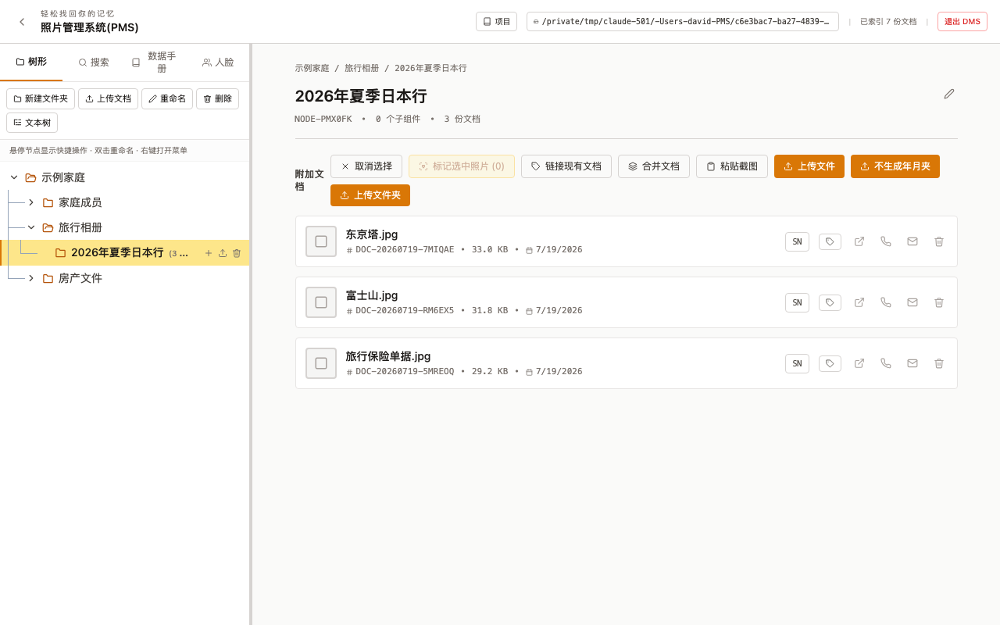 轻松找回你的记忆
照片管理系统(PMS)
项目
/private/tmp/claude-501/-Users-david-PMS/c6e3bac7-ba27-4839-…
| 已索引 7 份文档 |
退出 DMS
树形
搜索
数据手册
人脸
新建文件夹
上传文档
重命名
删除
文本树
悬停节点显示快捷操作 · 双击重命名 · 右键打开菜单
示例家庭
家庭成员
旅行相册
2026年夏季日本行 (3 ...
房产文件
示例家庭 / 旅行相册 / 2026年夏季日本行
2026年夏季日本行
NODE-PMX0FK • 0 个子组件 • 3 份文档
附加文档
取消选择
标记选中照片 (0)
链接现有文档
合并文档
粘贴截图
上传文件
不生成年月夹
上传文件夹
东京塔.jpg
DOC-20260719-7MIQAE • 33.0 KB • 7/19/2026
SN
富士山.jpg
DOC-20260719-RM6EX5 • 31.8 KB • 7/19/2026
SN
旅行保险单据.jpg
DOC-20260719-5MREOQ • 29.2 KB • 7/19/2026
SN